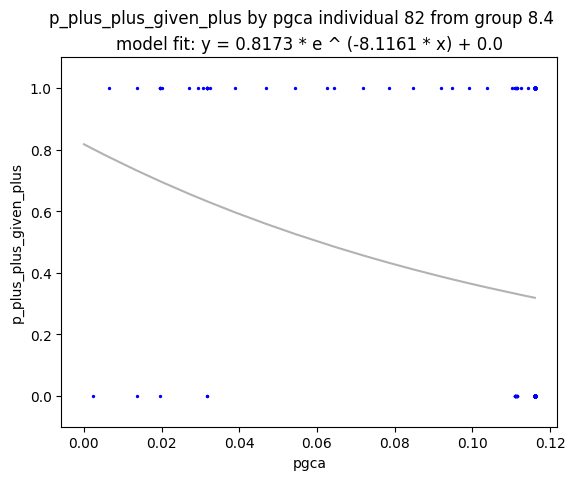 p_plus_plus_given_plus by pgca individual 82 from group 8.4
model fit: y = 0.8173 * e ^ (-8.1161 * x) + 0.0
1.0
0.8
0.6
0.4
0.2
0.0
p_plus_plus_given_plus
0.00 0.02 0.04 0.06 0.08 0.10 0.12
pgca